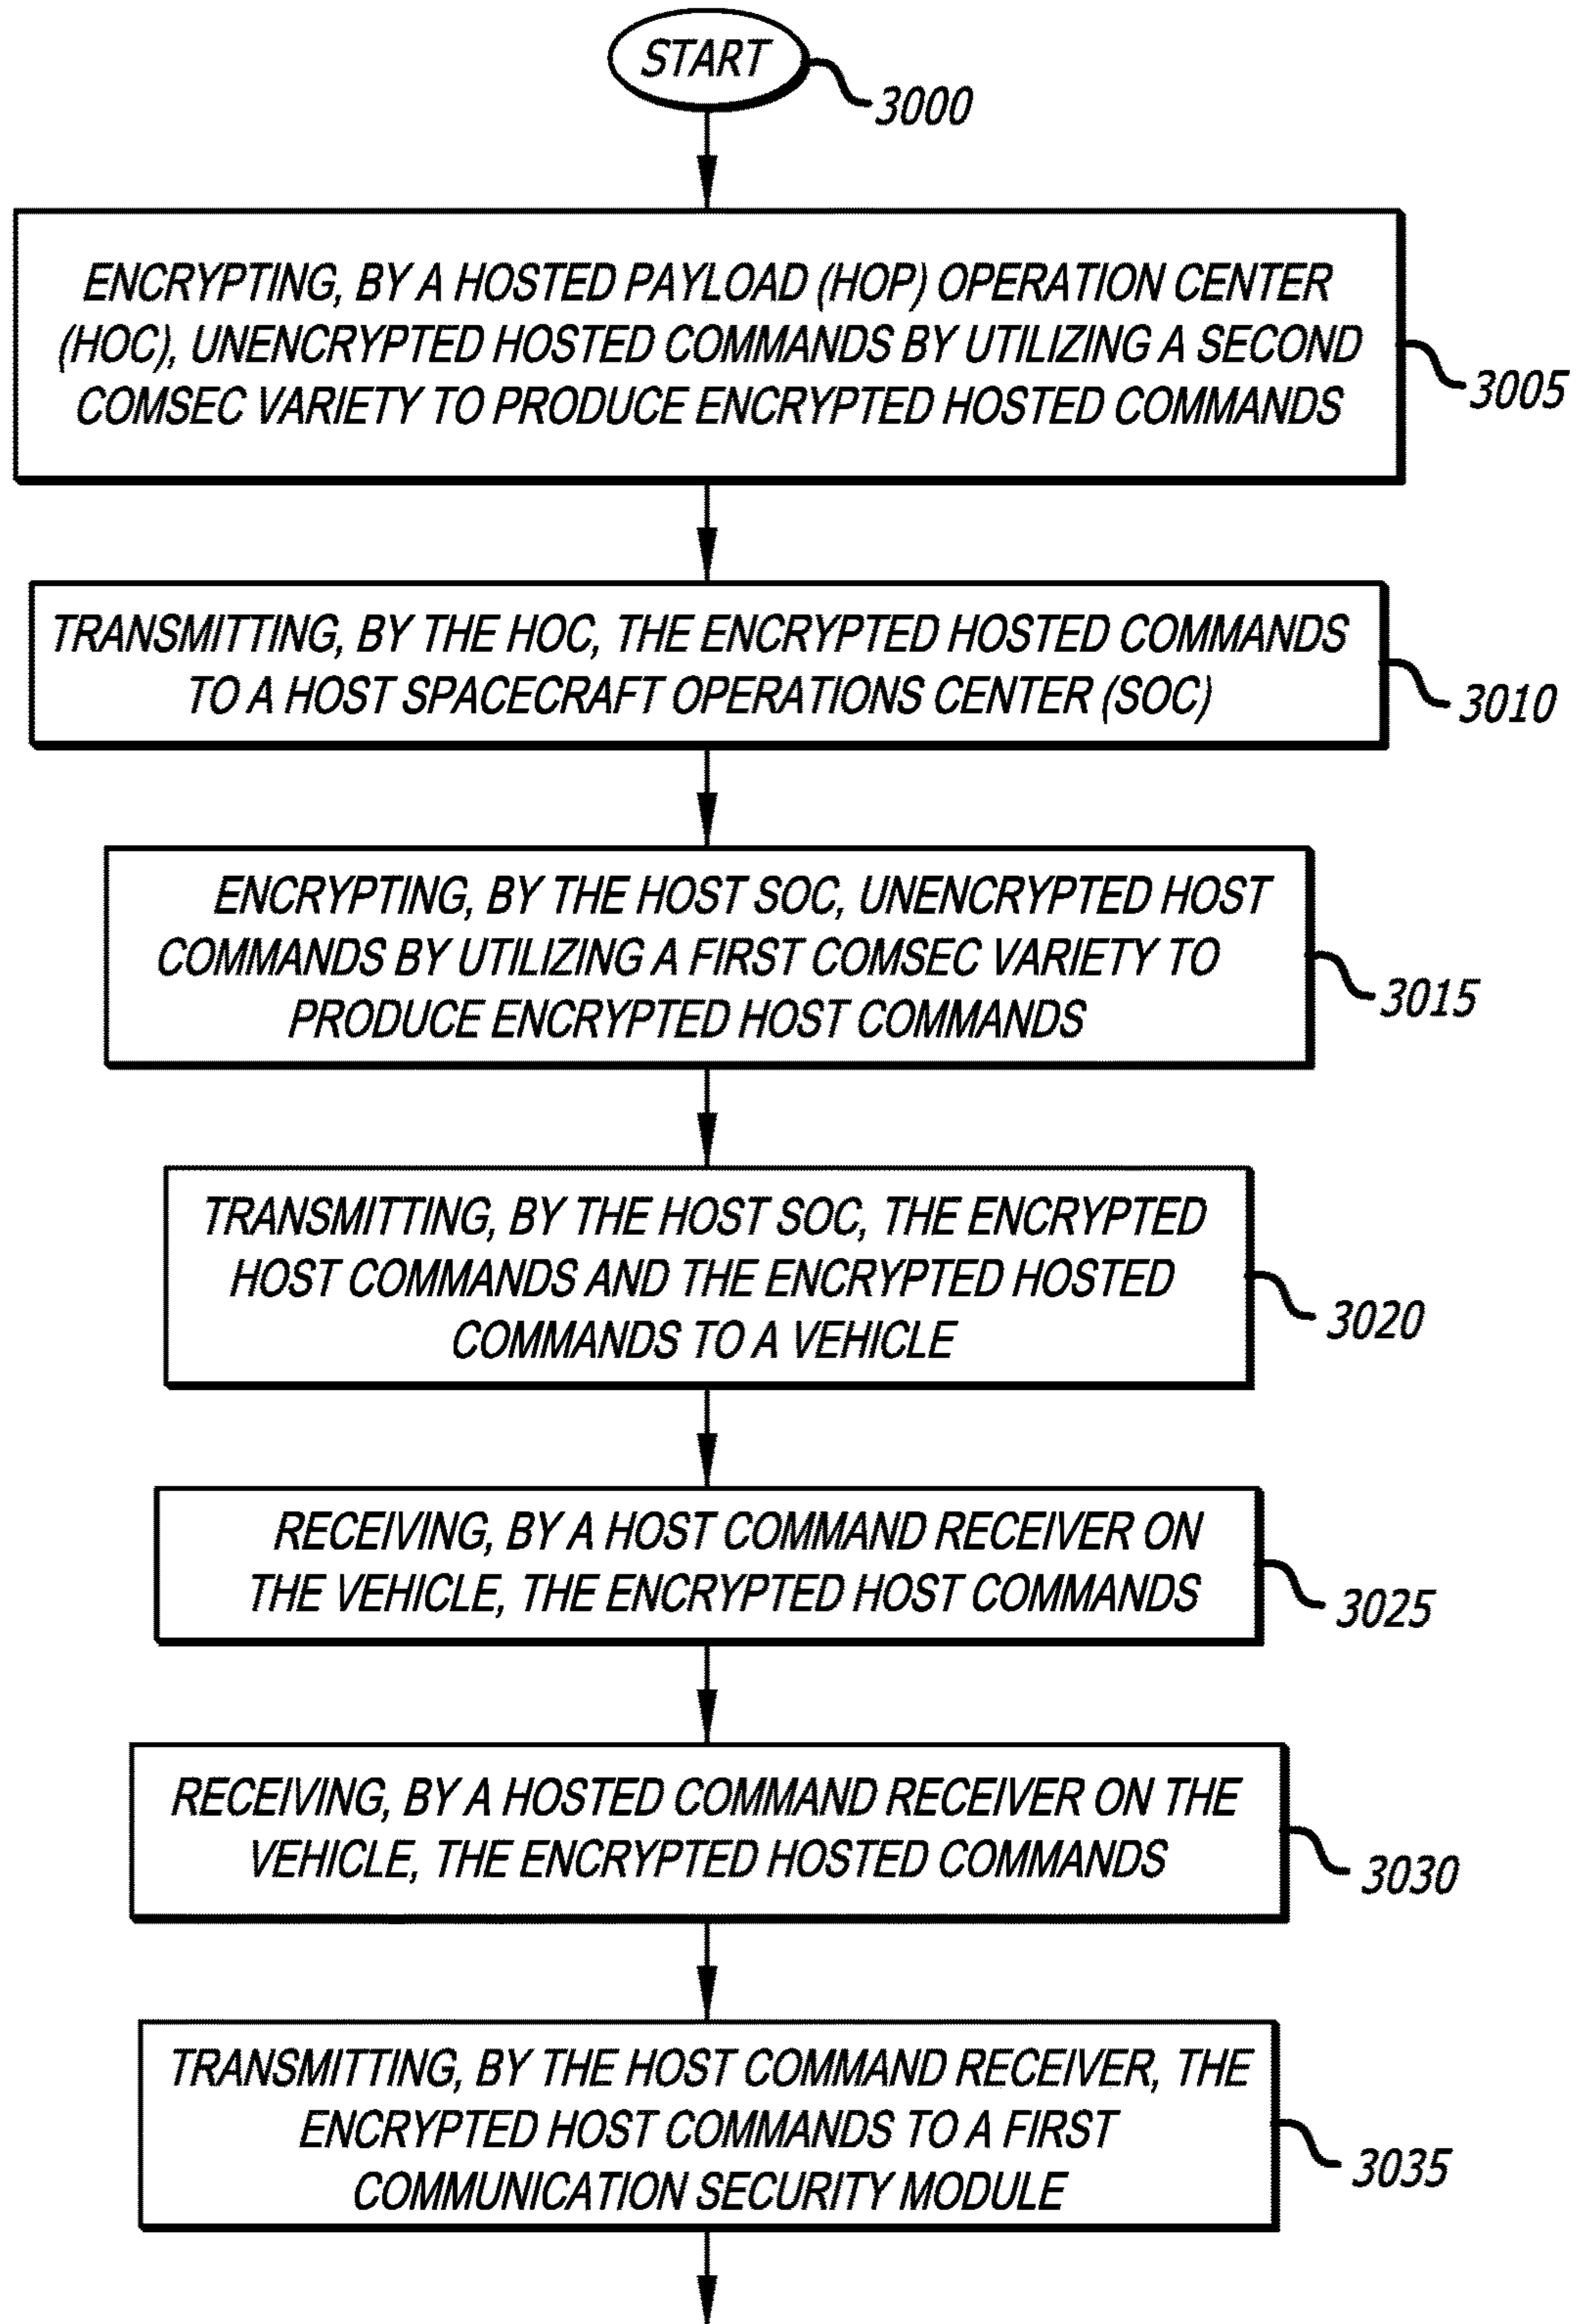 START
3000
ENCRYPTING, BY A HOSTED PAYLOAD (HOP) OPERATION CENTER
(HOC), UNENCRYPTED HOSTED COMMANDS BY UTILIZING A SECOND
COMSEC VARIETY TO PRODUCE ENCRYPTED HOSTED COMMANDS
3005
TRANSMITTING, BY THE HOC, THE ENCRYPTED HOSTED COMMANDS
TO A HOST SPACECRAFT OPERATIONS CENTER (SOC)
3010
ENCRYPTING, BY THE HOST SOC, UNENCRYPTED HOST
COMMANDS BY UTILIZING A FIRST COMSEC VARIETY TO
PRODUCE ENCRYPTED HOST COMMANDS
3015
TRANSMITTING, BY THE HOST SOC, THE ENCRYPTED
HOST COMMANDS AND THE ENCRYPTED HOSTED
COMMANDS TO A VEHICLE
3020
RECEIVING, BY A HOST COMMAND RECEIVER ON
THE VEHICLE, THE ENCRYPTED HOST COMMANDS
3025
RECEIVING, BY A HOSTED COMMAND RECEIVER ON THE
VEHICLE, THE ENCRYPTED HOSTED COMMANDS
3030
TRANSMITTING, BY THE HOST COMMAND RECEIVER, THE
ENCRYPTED HOST COMMANDS TO A FIRST
COMMUNICATION SECURITY MODULE
3035